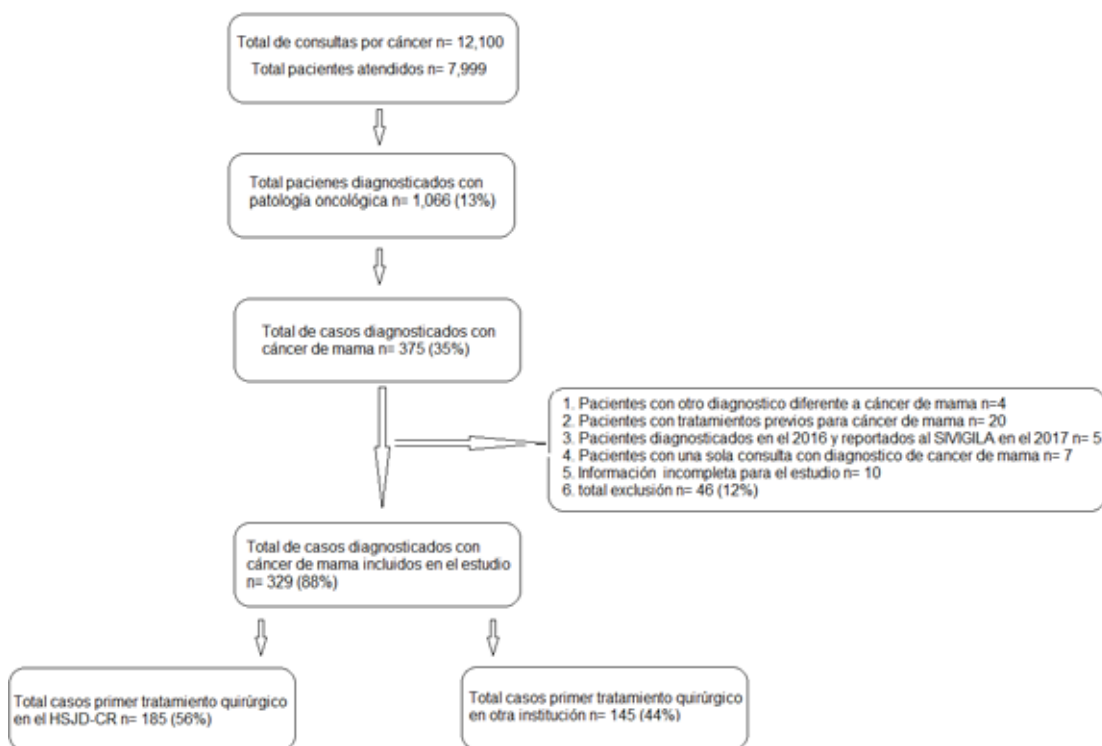 Total de consultas por cáncer n= 12,100
Total pacientes atendidos n= 7,999
Total pacienes diagnosticados con
patología oncológica n= 1,066 (13%)
Total de casos diagnosticados con
cáncer de mama n= 375 (35%)
1. Pacientes con otro diagnostico diferente a cáncer de mama n=4
2. Pacientes con tratamientos previos para cáncer de mama n= 20
3. Pacientes diagnosticados en el 2016 y reportados al SIVIGILA en el 2017 n= 5
4. Pacientes con una sola consulta con diagnostico de cancer de mama n= 7
5. Información incompleta para el estudio n= 10
6. total exclusión n= 46 (12%)
Total de casos diagnosticados con
cáncer de mama incluidos en el estudio
n= 329 (88%)
Total casos primer tratamiento quirúrgico
en el HSJD-CR n= 185 (56%)
Total casos primer tratamiento quirúrgico
en otra institución n= 145 (44%)